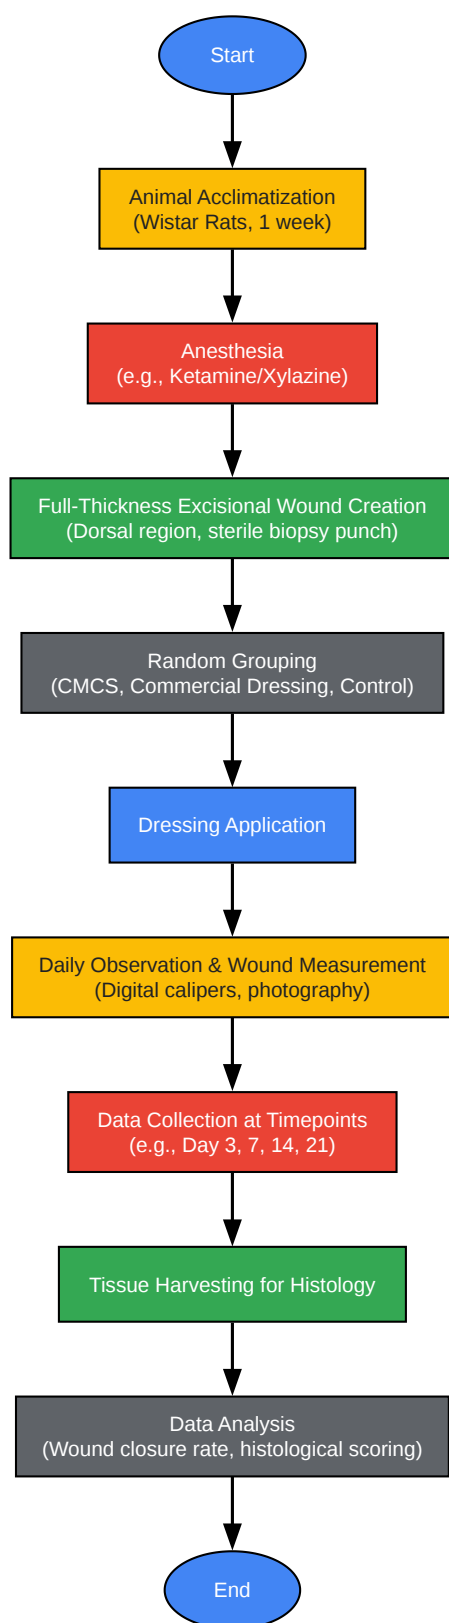 Start
Animal Acclimatization
(Wistar Rats, 1 week)
Anesthesia
(e.g., Ketamine/Xylazine)
Full-Thickness Excisional Wound Creation
(Dorsal region, sterile biopsy punch)
Random Grouping
(CMCS, Commercial Dressing, Control)
Dressing Application
Daily Observation & Wound Measurement
(Digital calipers, photography)
Data Collection at Timepoints
(e.g., Day 3, 7, 14, 21)
Tissue Harvesting for Histology
Data Analysis
(Wound closure rate, histological scoring)
End